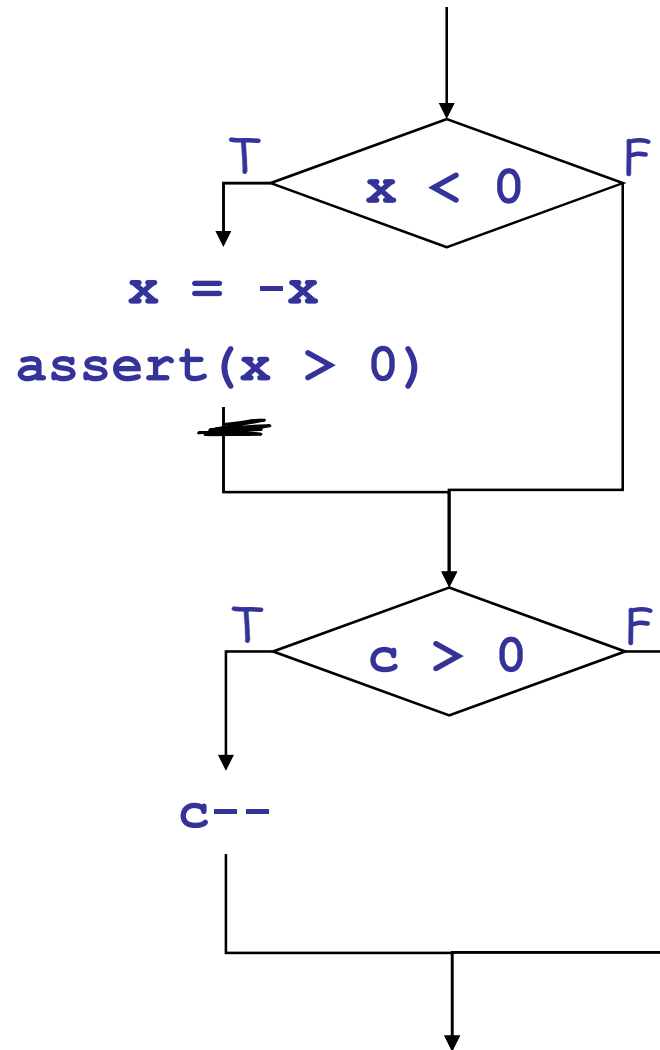 T
F
x < 0
x = -x
assert(x > 0)
T
F
c > 0
c--